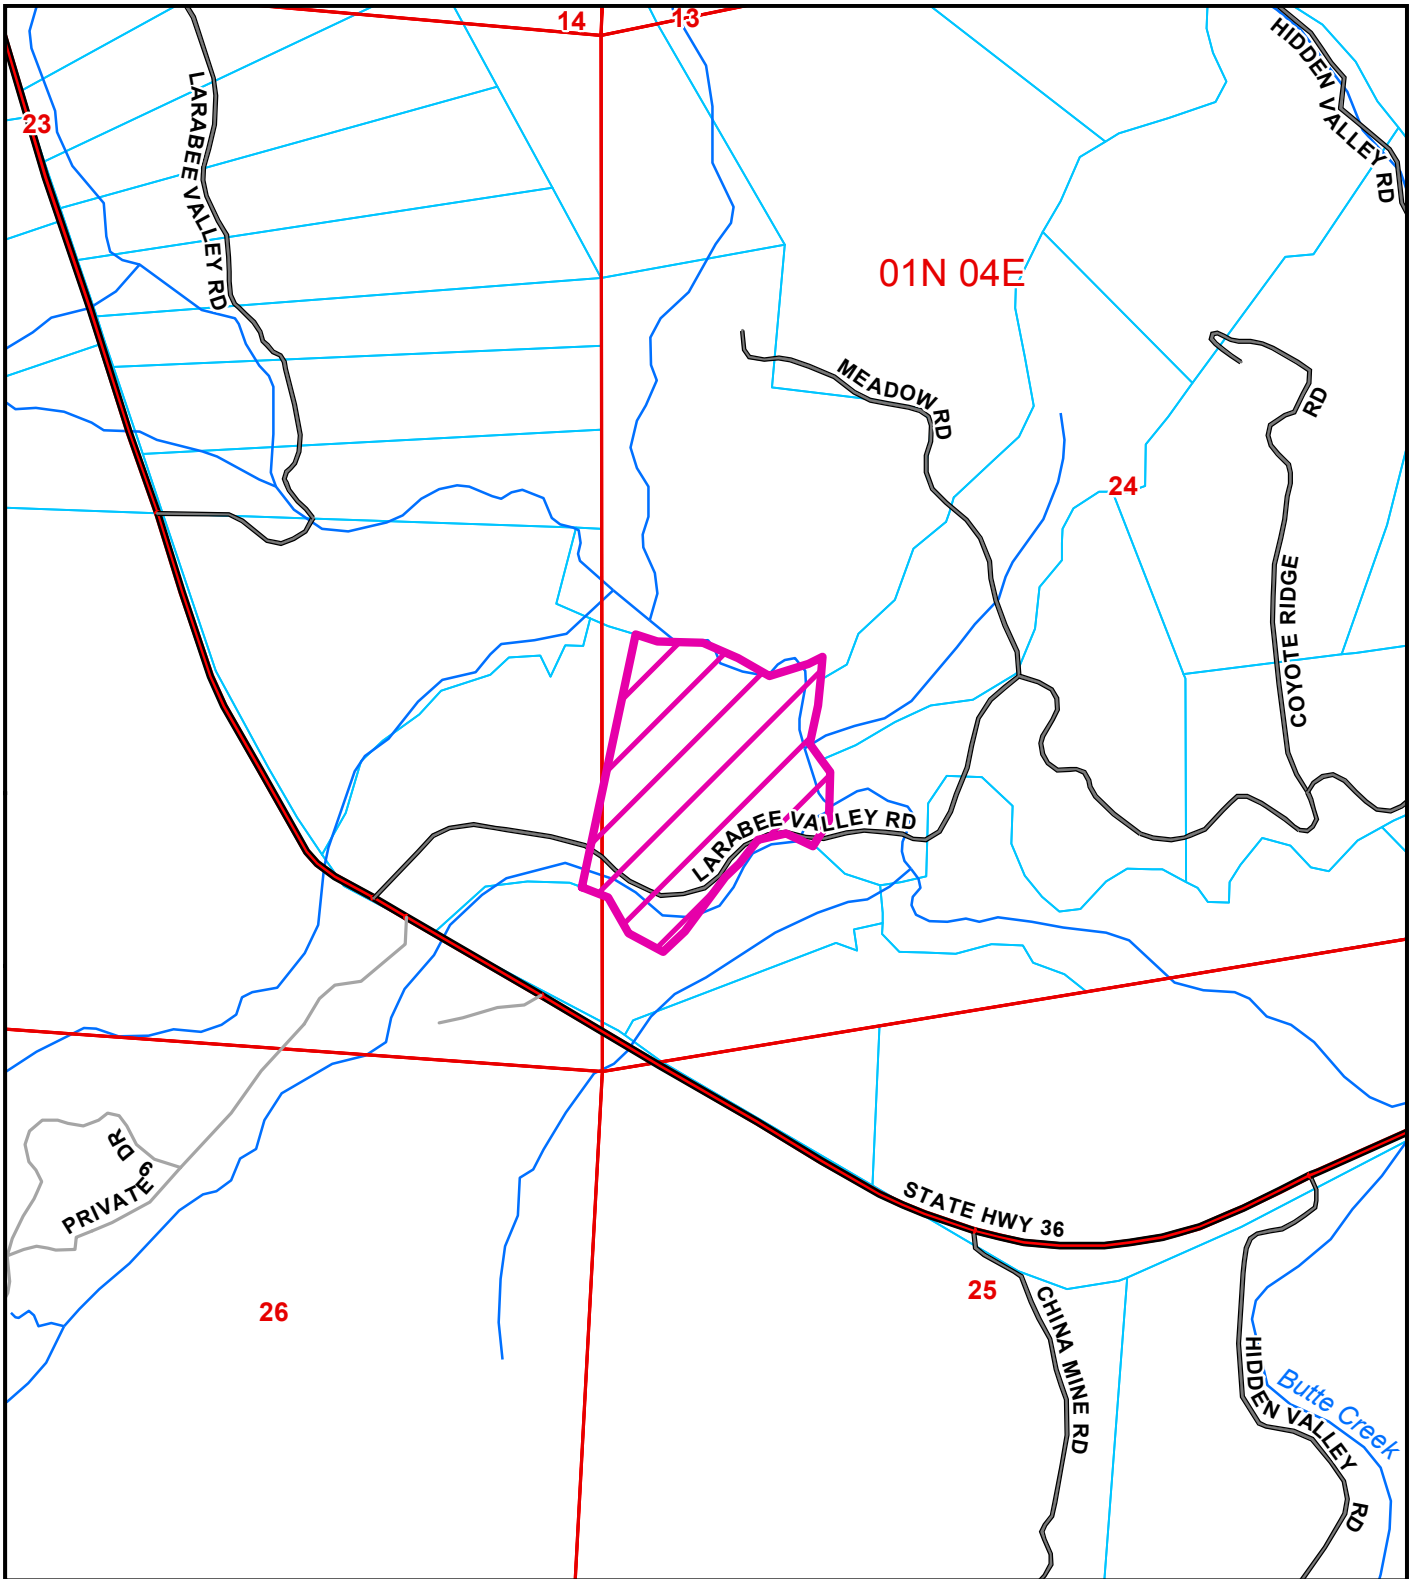 14
13
HIDDEN VALLEY RD
23
LARABEE VALLEY RD
01N 04E
MEADOW RD
RD
24
COYOTE RIDGE
LARABEE VALLEY RD
PRIVATE 9 DR
STATE HWY 36
25
26
CHINA MINE RD
HIDDEN VALLEY RD
Butte Creek